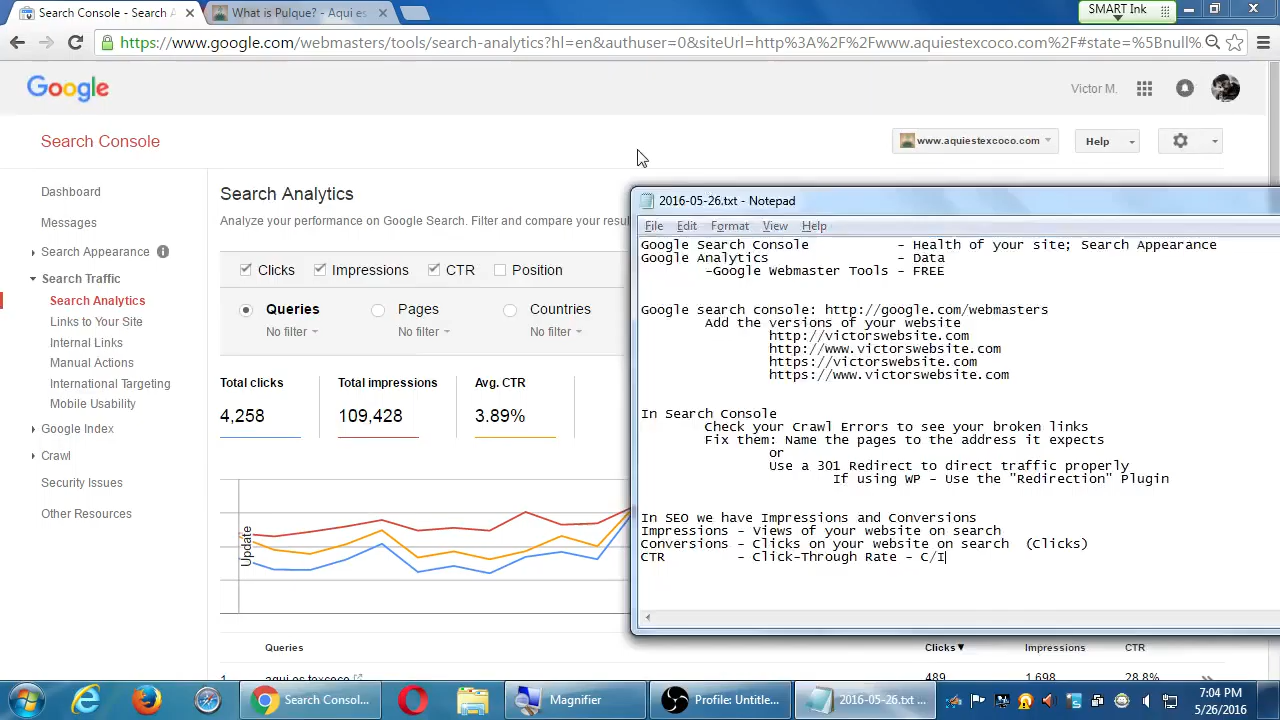 Search Console - Search A
What is Pulque? - Aqui es
SMART Ink
https://www.google.com/webmasters/tools/search-analytics?hl=en&authuser=0&siteUrl=http%3A%2F%2Fwww.aquiestexcoco.com%2F#state=%5Bnull%
Google
Victor M.
Search Console
www.aquiestexcoco.com
Help
Dashboard
Messages
Search Appearance
Search Traffic
Search Analytics
Links to Your Site
Internal Links
Manual Actions
International Targeting
Mobile Usability
Google Index
Crawl
Security Issues
Other Resources
Search Analytics
Analyze your performance on Google Search. Filter and compare your resu
Clicks Impressions CTR Position
Queries Pages Countries
No filter No filter No filter
Total clicks Total impressions Avg. CTR
4,258 109,428 3.89%
Update
Queries Clicks▼ Impressions CTR
1 aqui es texcoco 489 1,698 28.8%
2016-05-26.txt - Notepad
File Edit Format View Help
Google Search Console - Health of your site; Search Appearance
Google Analytics - Data
-Google Webmaster Tools - FREE
Google search console: http://google.com/webmasters
Add the versions of your website
http://victorswebsite.com
http://www.victorswebsite.com
https://victorswebsite.com
https://www.victorswebsite.com
In Search Console
Check your Crawl Errors to see your broken links
Fix them: Name the pages to the address it expects
or
Use a 301 Redirect to direct traffic properly
If using WP - Use the "Redirection" Plugin
In SEO we have Impressions and Conversions
Impressions - Views of your website on search
Conversions - Clicks on your website on search (Clicks)
CTR - Click-Through Rate - C/I
Search Consol...
Magnifier
Profile: Untitle...
2016-05-26.txt ...
7:04 PM
5/26/2016